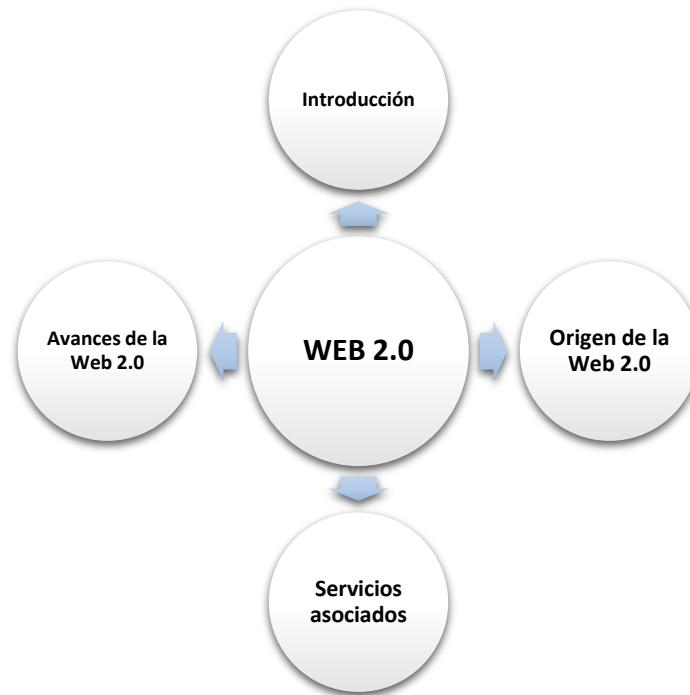 Introducción
Avances de la
Web 2.0
WEB 2.0
Origen de la
Web 2.0
Servicios
asociados